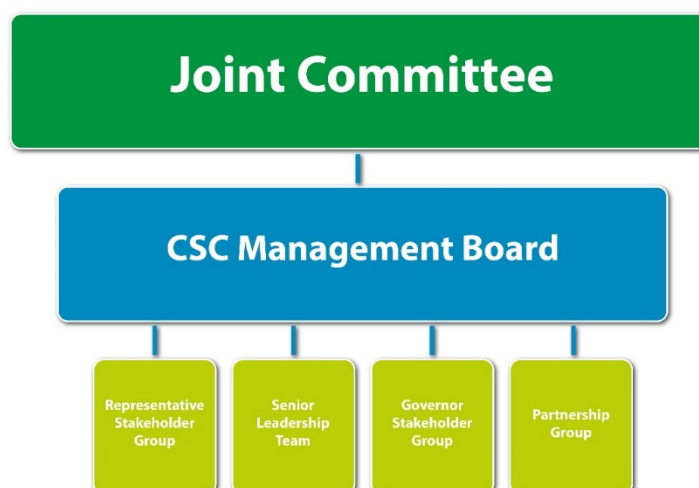 Joint Committee
CSC Management Board
Representative
Stakeholder
Group
Senior
Leadership
Team
Governor
Stakeholder
Group
Partnership
Group